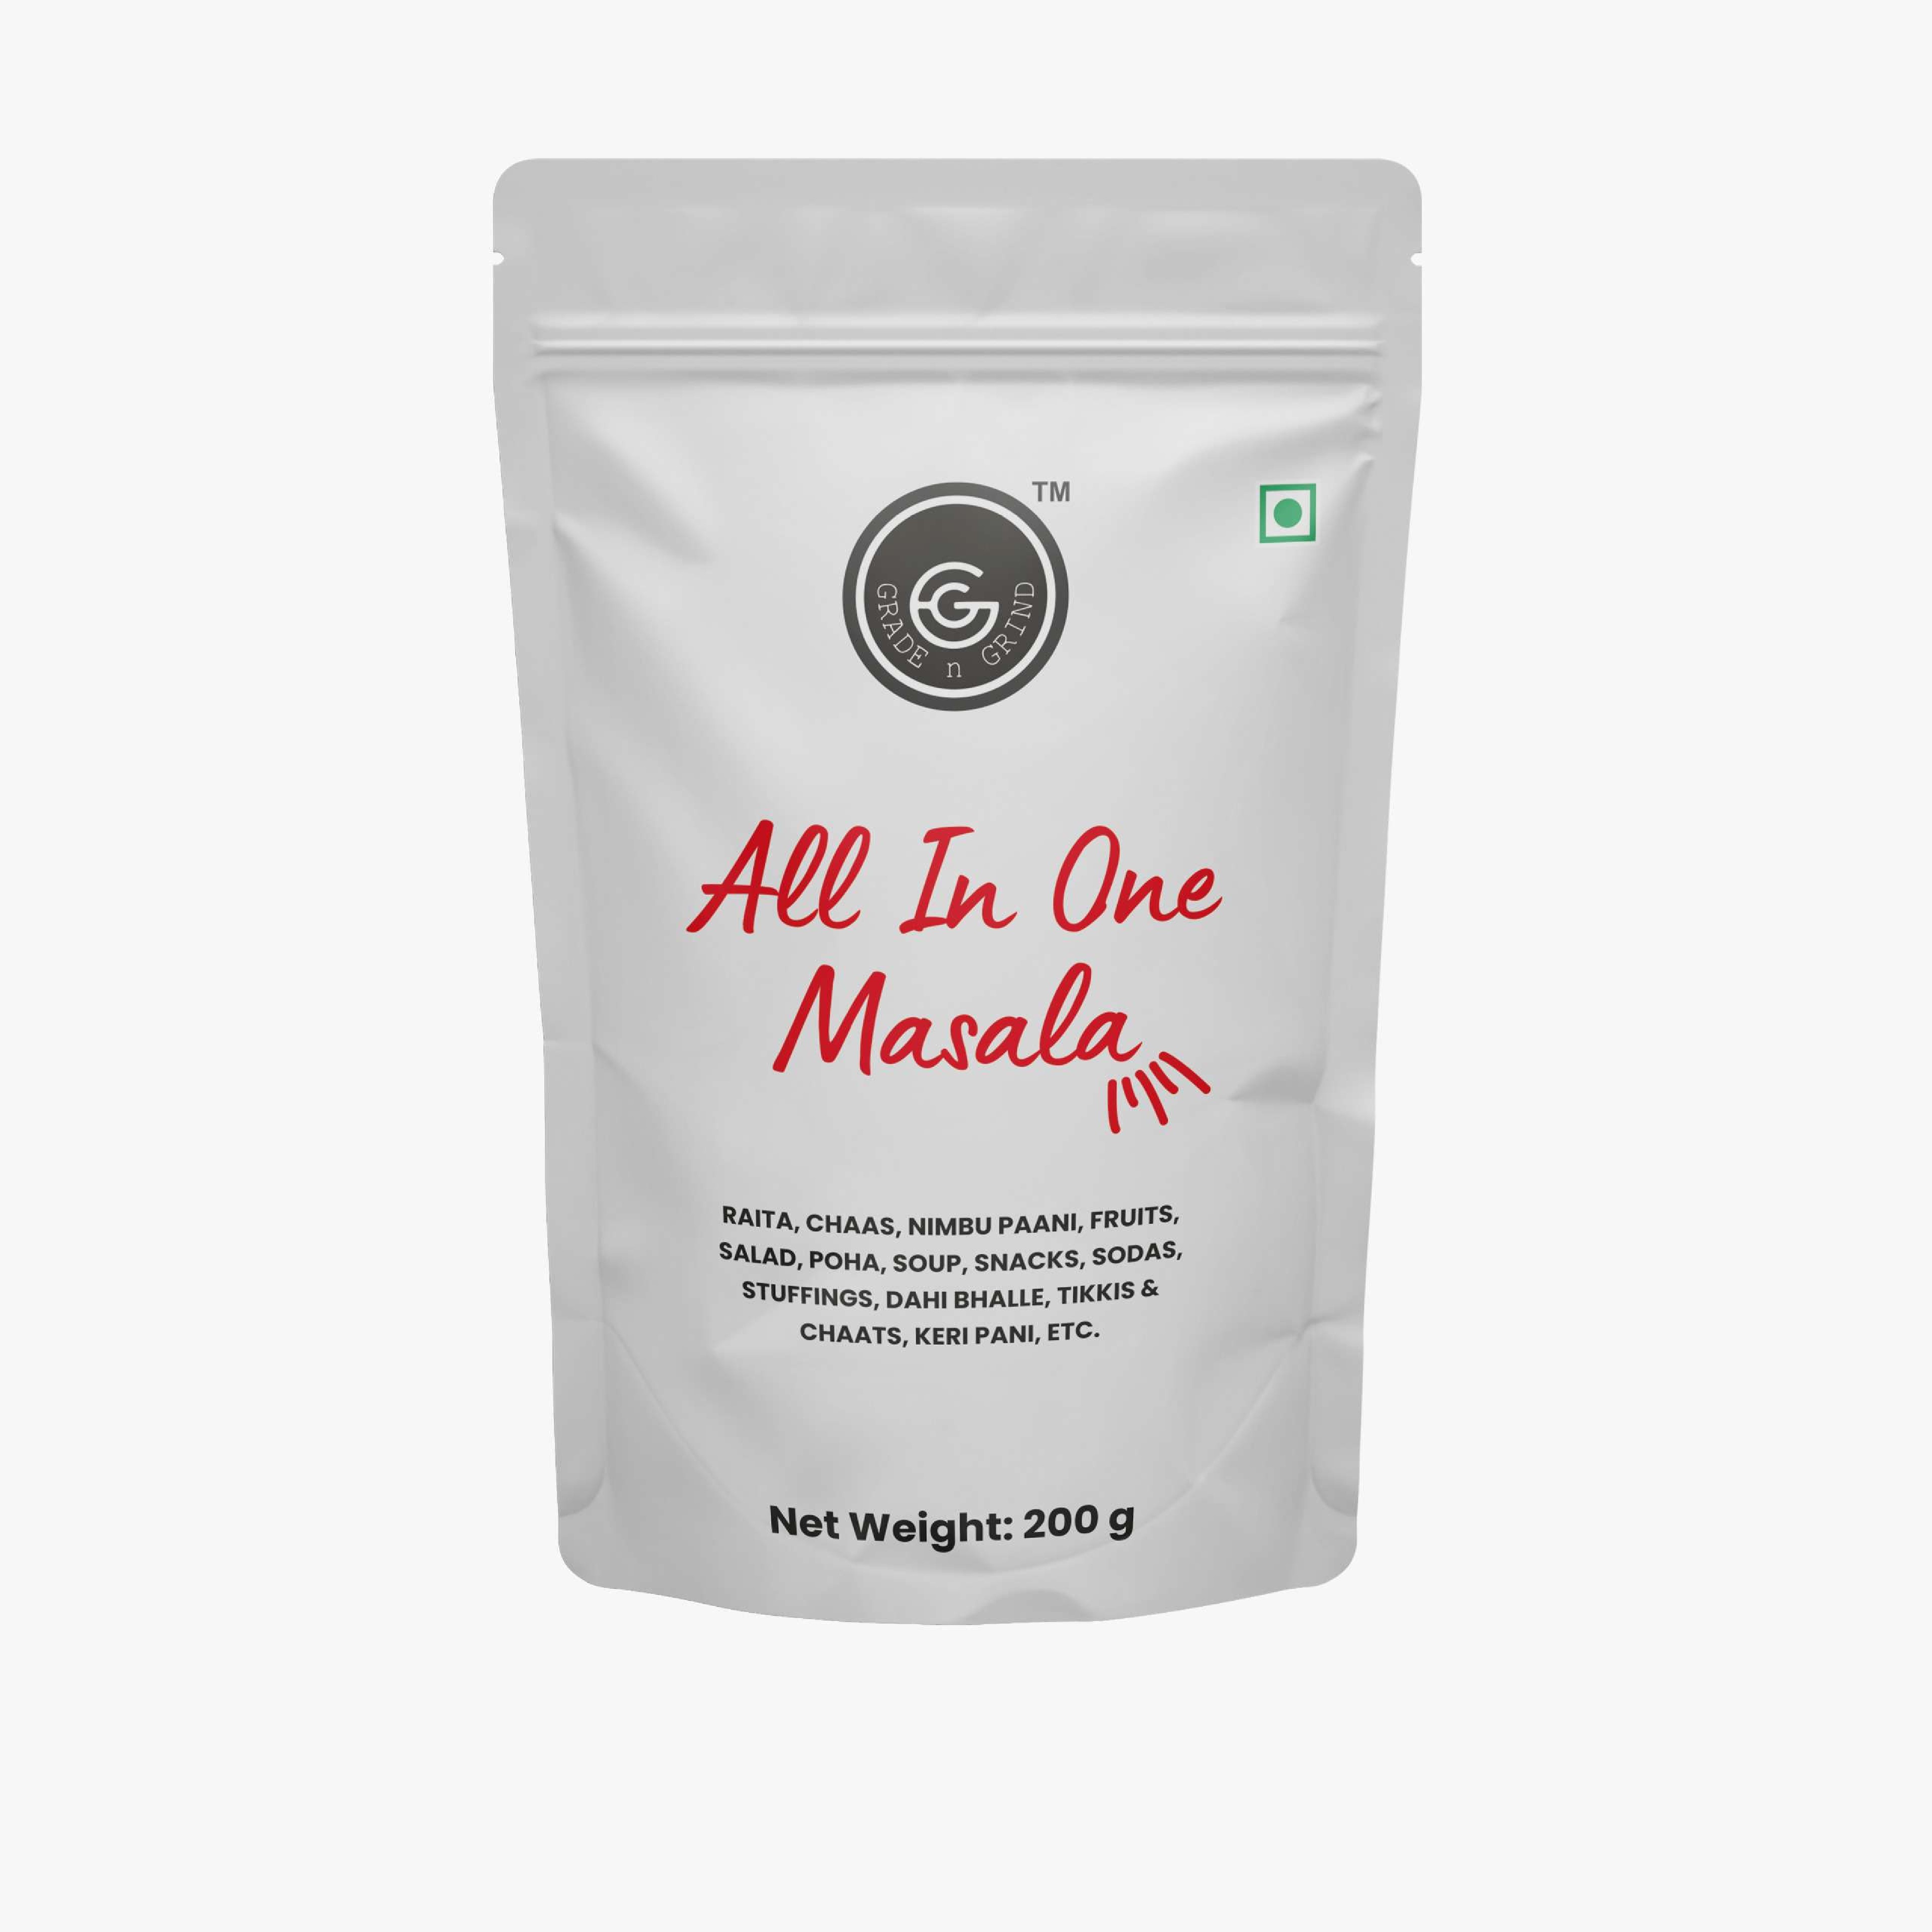 TM
G
GRADE n GRIND
All In One
Masala
RAITA, CHAAS, NIMBU PAANI, FRUITS,
SALAD, POHA, SOUP, SNACKS, SODAS,
STUFFINGS, DAHI BHALLE, TIKKIS &
CHAATS, KERI PANI, ETC.
Net Weight: 200 g